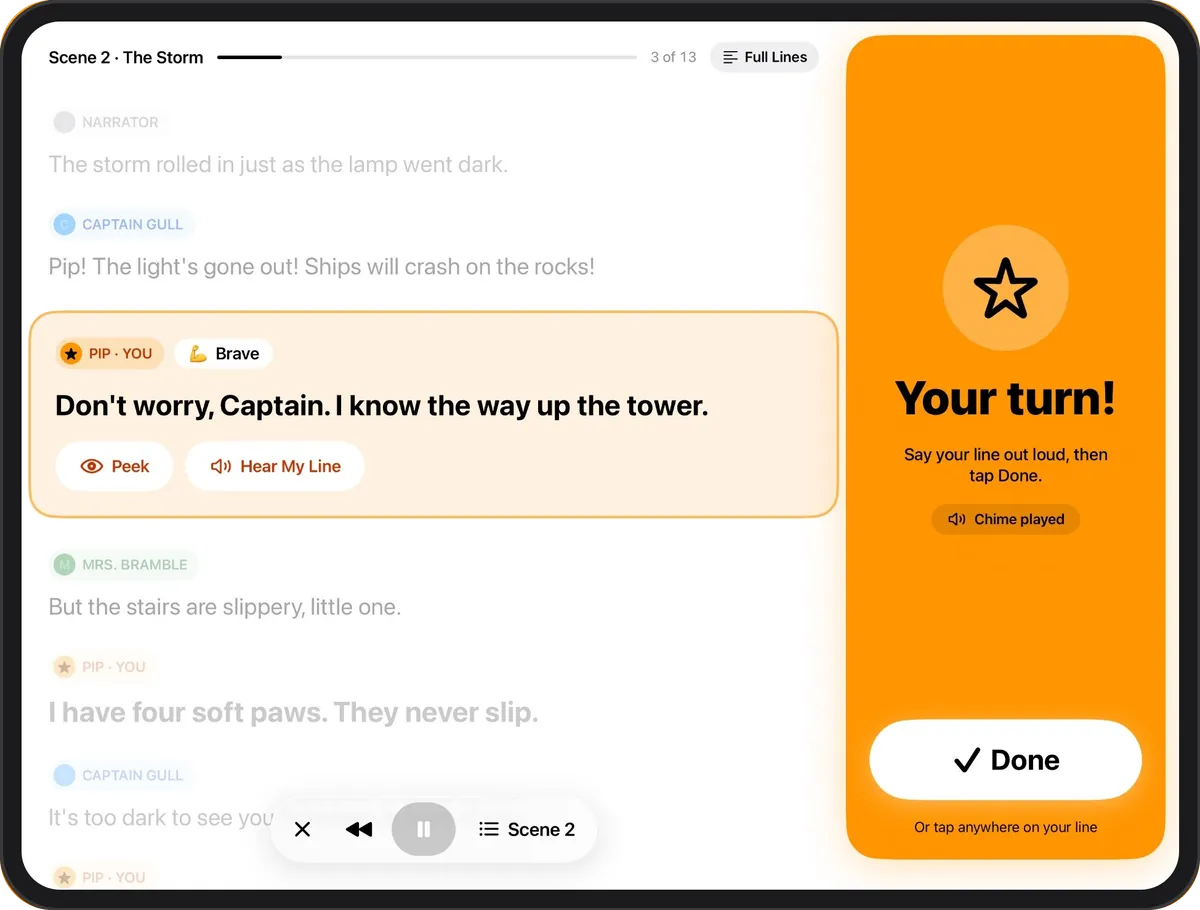 Scene 2 · The Storm
3 of 13
Full Lines
NARRATOR
The storm rolled in just as the lamp went dark.
CAPTAIN GULL
Pip! The light's gone out! Ships will crash on the rocks!
PIP · YOU
💪 Brave
Don't worry, Captain. I know the way up the tower.
Peek
Hear My Line
M MRS. BRAMBLE
But the stairs are slippery, little one.
PIP · YOU
I have four soft paws. They never slip.
CAPTAIN GULL
It's too dark to see you
PIP · YOU
Scene 2
Your turn!
Say your line out loud, then
tap Done.
Chime played
Done
Or tap anywhere on your line